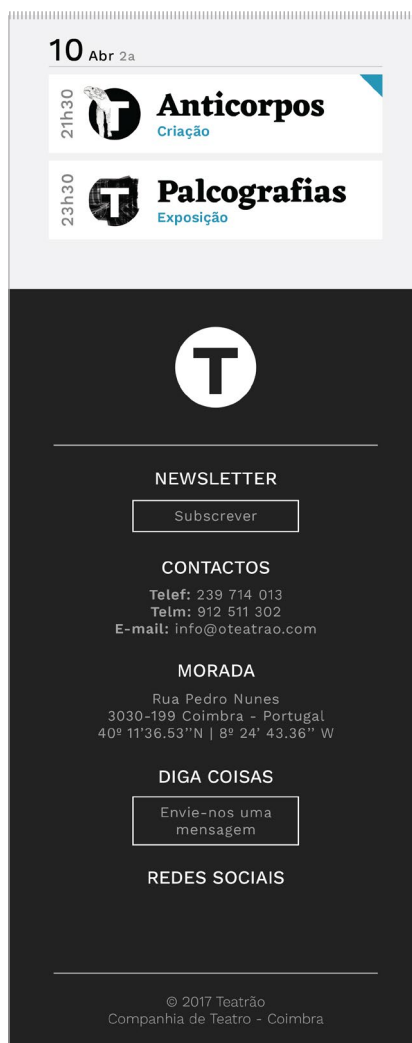 10 Abr 2a
21h30
T
Anticorpos
Criação
23h30
T
Palcografias
Exposição
T
NEWSLETTER
Subscrever
CONTACTOS
Telef: 239 714 013
Telm: 912 511 302
E-mail: info@oteatrao.com
MORADA
Rua Pedro Nunes
3030-199 Coimbra - Portugal
40º 11’36.53’’N | 8º 24’ 43.36’’ W
DIGA COISAS
Envie-nos uma
mensagem
REDES SOCIAIS
© 2017 Teatrão
Companhia de Teatro - Coimbra